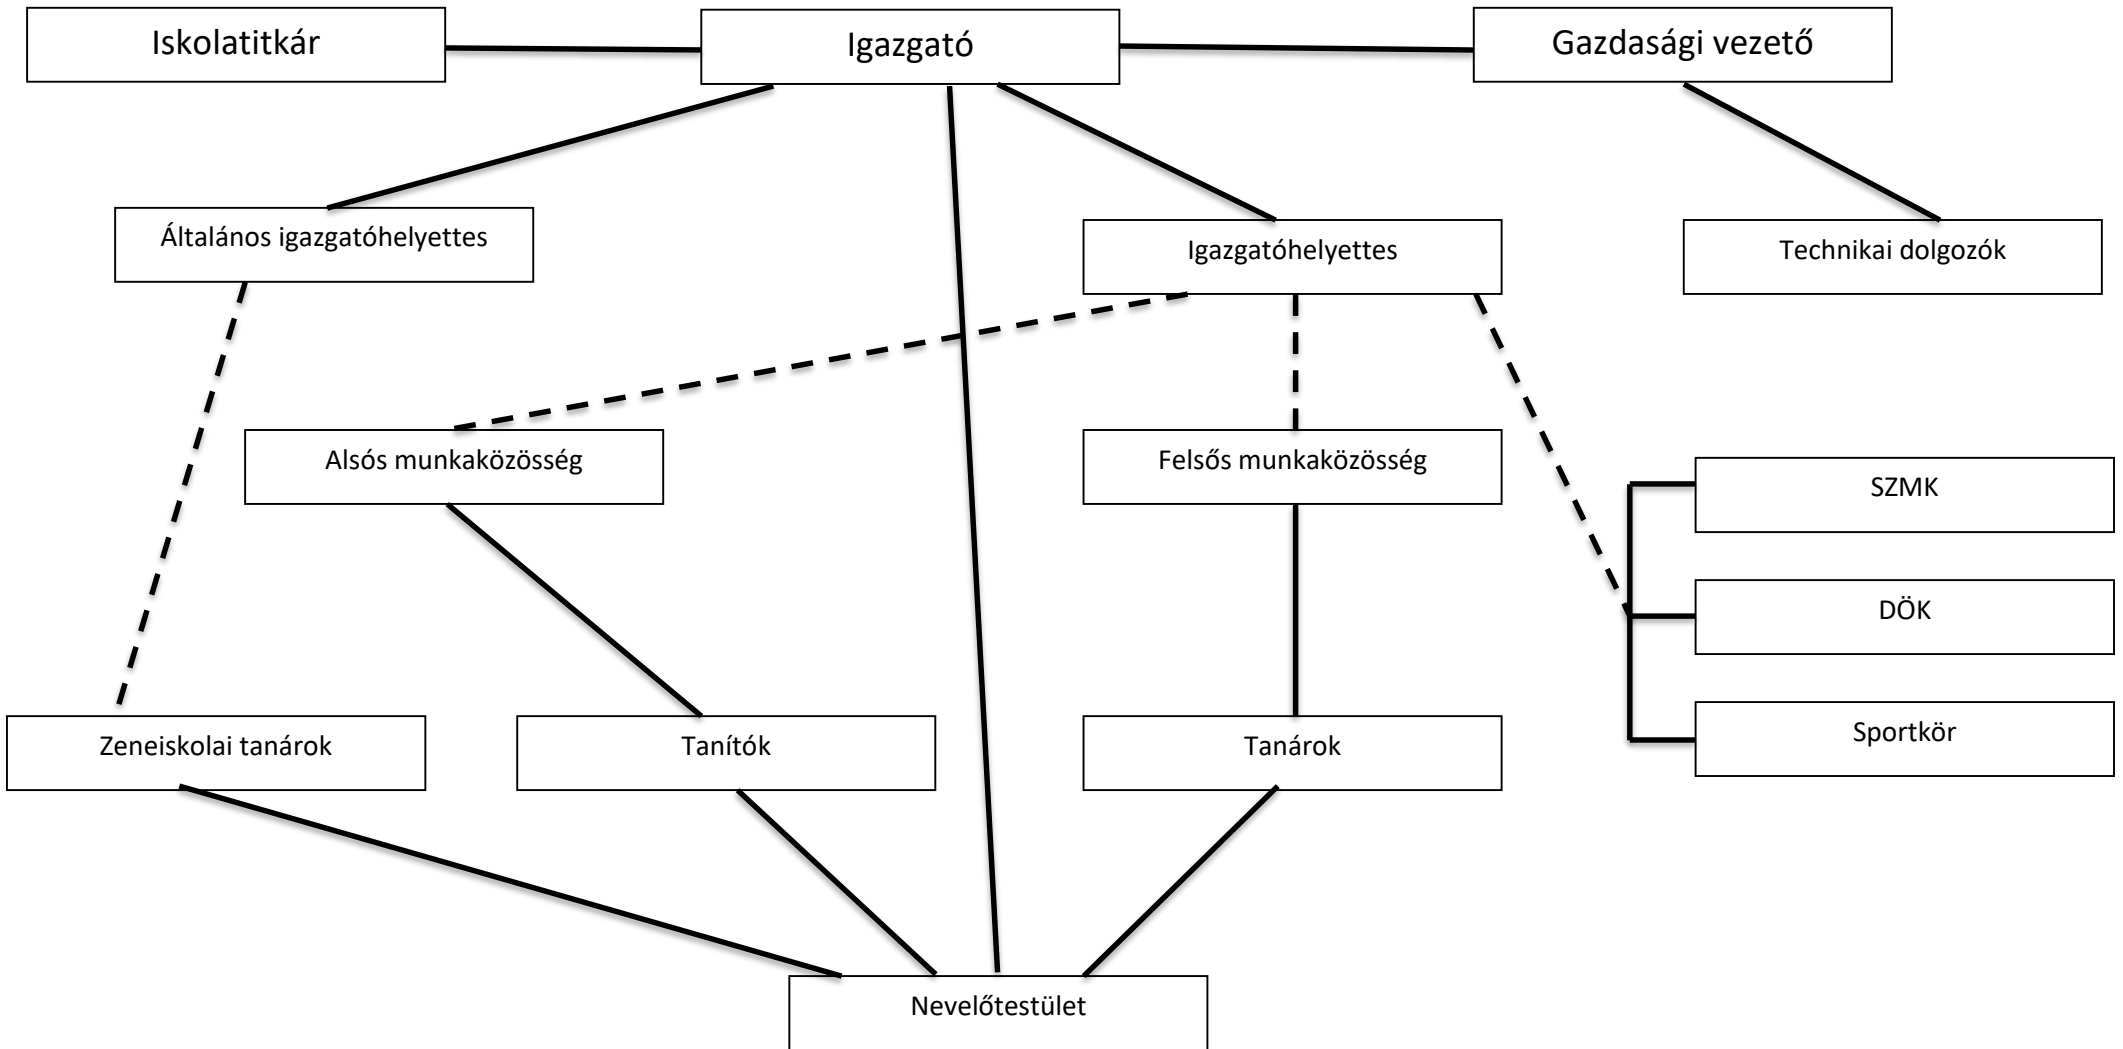 Iskolatitkár
Igazgató
Gazdasági vezető
Általános igazgatóhelyettes
Igazgatóhelyettes
Technikai dolgozók
Alsós munkaközösség
Felsős munkaközösség
SZMK
DÖK
Sportkör
Zeneiskolai tanárok
Tanítók
Tanárok
Nevelőtestület